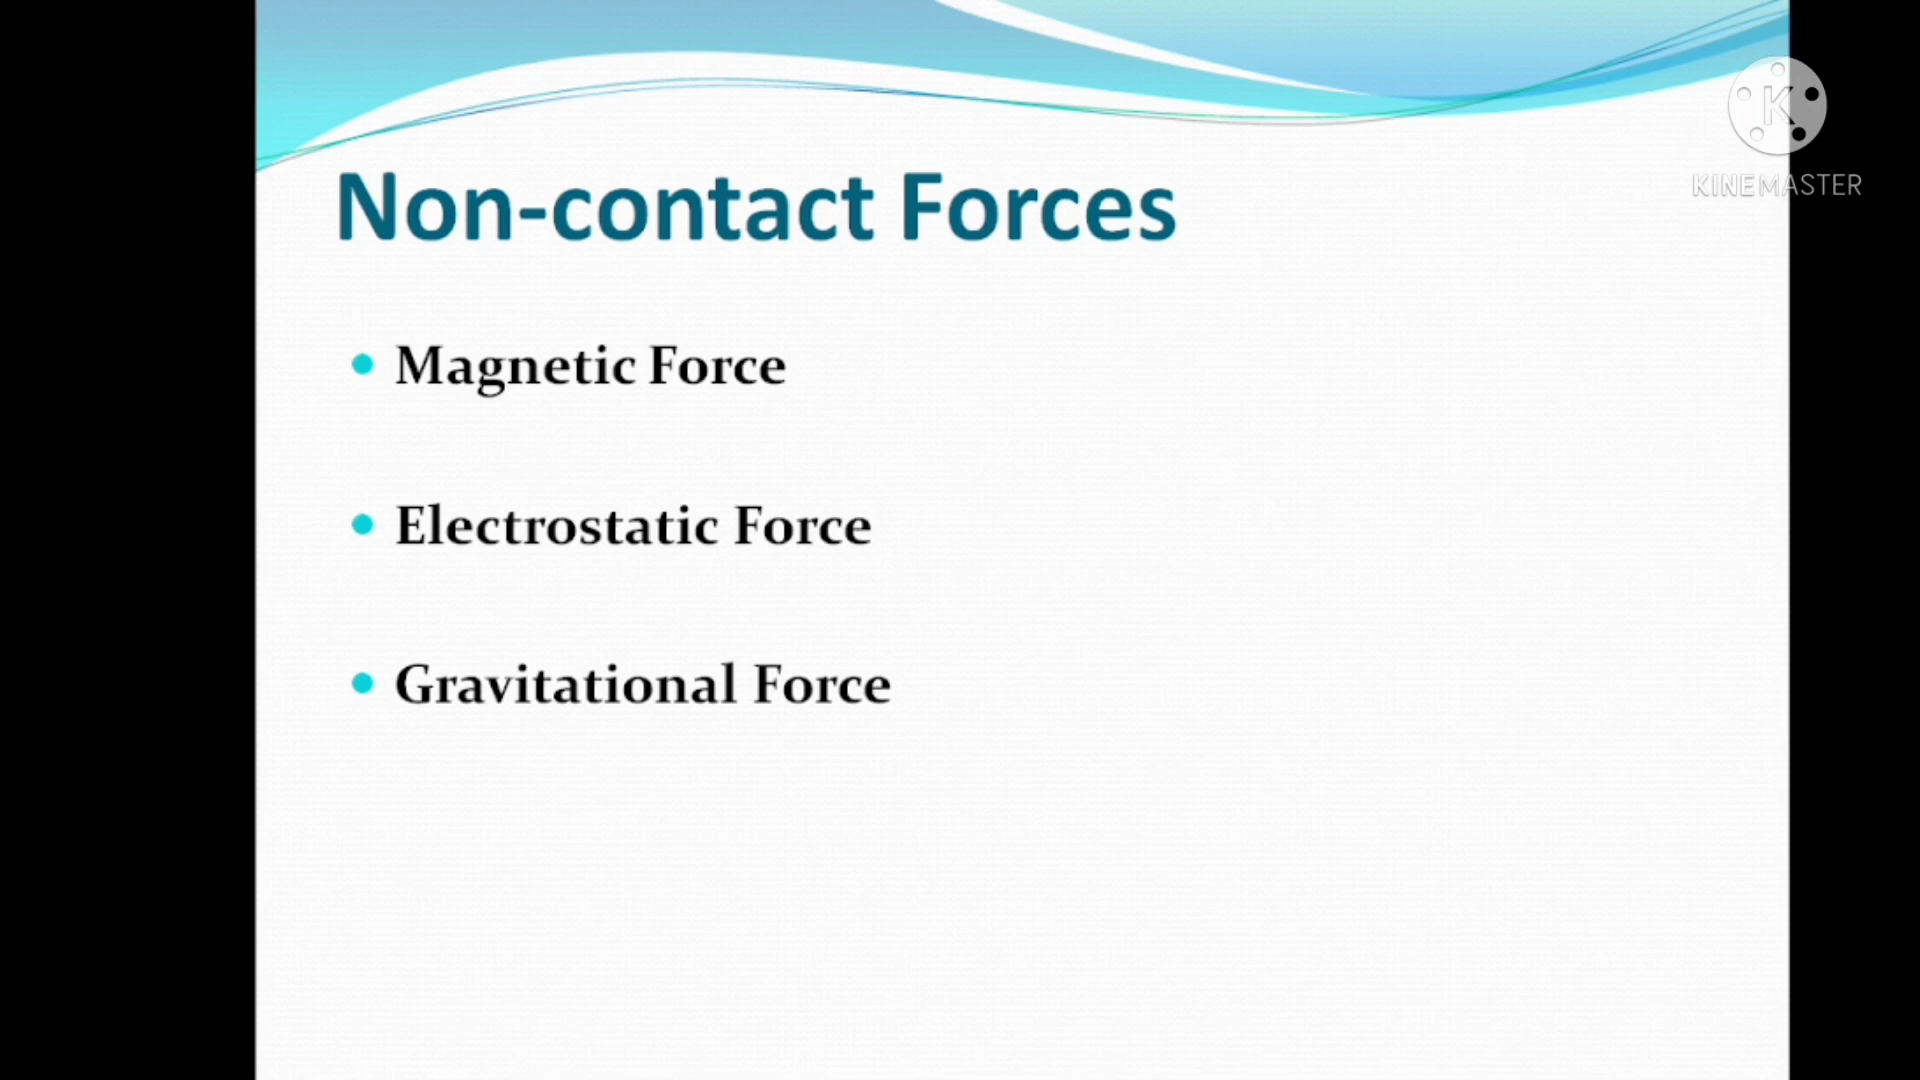 Non-contact Forces
K
KINEMASTER
Magnetic Force
Electrostatic Force
Gravitational Force